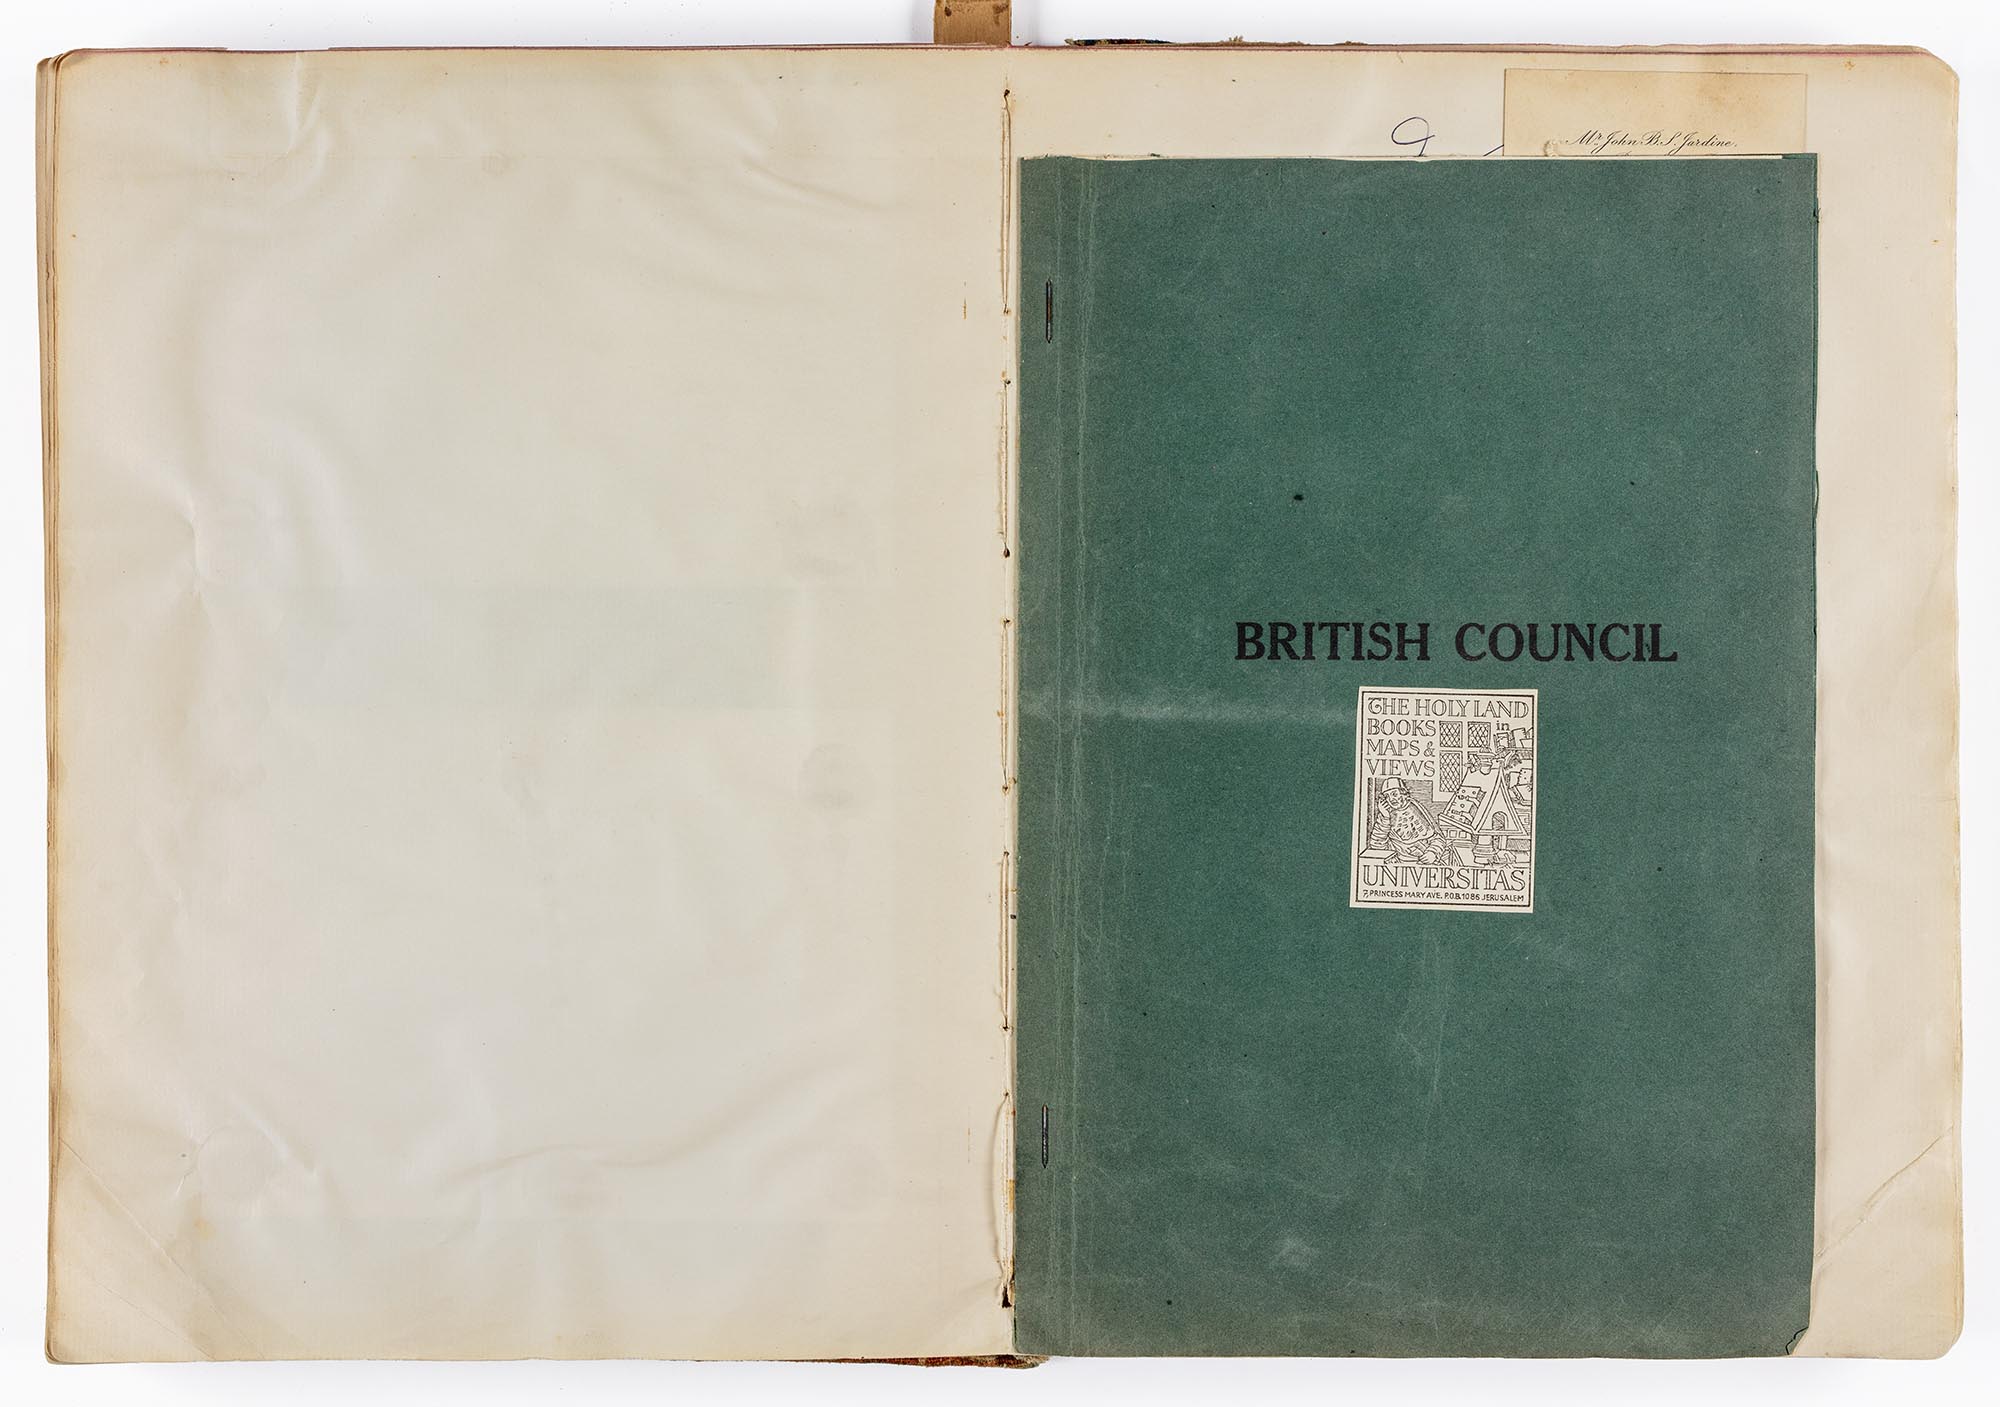 Mr John B. S. Jardine.
BRITISH COUNCIL
THE HOLY LAND
in
BOOKS
MAPS &
VIEWS
UNIVERSITAS
7, PRINCESS MARY AVE. P.O.B. 1086 JERUSALEM